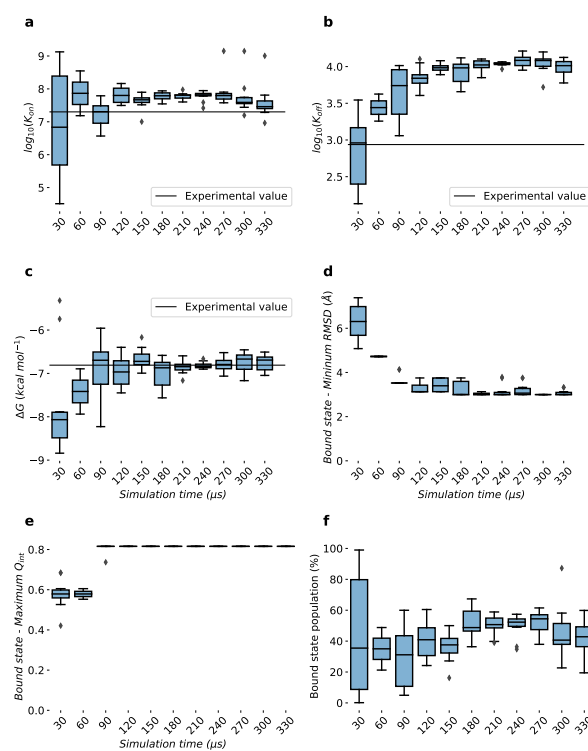 a
log10(Kon)
9
8
7
6
5
Experimental value
30 60 90 120 150 180 210 240 270 300 330
b
log10(Koff)
4.0
3.5
3.0
2.5
Experimental value
30 60 90 120 150 180 210 240 270 300 330
c
ΔG (kcal mol⁻¹)
−6
−7
−8
−9
Experimental value
30 60 90 120 150 180 210 240 270 300 330
Simulation time (μs)
d
Bound state - Mininum RMSD (Å)
6
4
2
0
30 60 90 120 150 180 210 240 270 300 330
Simulation time (μs)
e
Bound state - Maximum Qint
0.8
0.6
0.4
0.2
0.0
30 60 90 120 150 180 210 240 270 300 330
Simulation time (μs)
f
Bound state population (%)
100
80
60
40
20
0
30 60 90 120 150 180 210 240 270 300 330